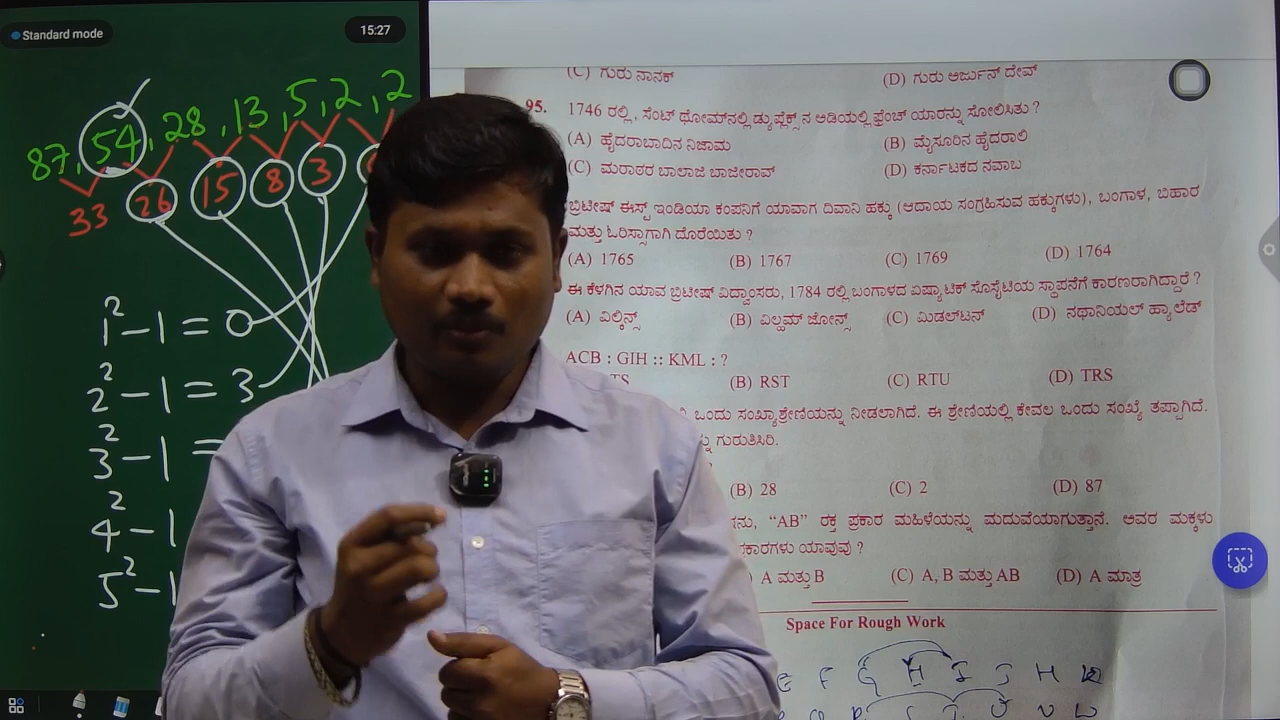 Standard mode
15:27
87, 54, 28, 13, 5, 2, 2
33 26 15 8 3
1² - 1 = 0
2² - 1 = 3
3² - 1 =
4² - 1
5² - 1
(C) ಗುರು ನಾನಕ್ (D) ಗುರು ಅರ್ಜುನ್ ದೇವ್
95. 1746 ರಲ್ಲಿ, ಸೆಂಟ್ ಥೋಮ್‌ನಲ್ಲಿ ಡ್ಯುಪ್ಲೆಕ್ಸ್ ನ ಅಡಿಯಲ್ಲಿ ಫ್ರೆಂಚ್ ಯಾರನ್ನು ಸೋಲಿಸಿತು ?
(A) ಹೈದರಾಬಾದಿನ ನಿಜಾಮ (B) ಮೈಸೂರಿನ ಹೈದರಾಲಿ
(C) ಮರಾಠರ ಬಾಲಾಜಿ ಬಾಜೀರಾವ್ (D) ಕರ್ನಾಟಕದ ನವಾಬ
ಬ್ರಿಟೀಷ್ ಈಸ್ಟ್ ಇಂಡಿಯಾ ಕಂಪನಿಗೆ ಯಾವಾಗ ದಿವಾನಿ ಹಕ್ಕು (ಆದಾಯ ಸಂಗ್ರಹಿಸುವ ಹಕ್ಕುಗಳು), ಬಂಗಾಳ, ಬಿಹಾರ
ಮತ್ತು ಓರಿಸ್ಸಾಗಾಗಿ ದೊರೆಯಿತು ?
(A) 1765 (B) 1767 (C) 1769 (D) 1764
ಈ ಕೆಳಗಿನ ಯಾವ ಬ್ರಿಟೀಷ್ ವಿದ್ವಾಂಸರು, 1784 ರಲ್ಲಿ ಬಂಗಾಳದ ಏಷ್ಯಾಟಿಕ್ ಸೊಸೈಟಿಯ ಸ್ಥಾಪನೆಗೆ ಕಾರಣರಾಗಿದ್ದಾರೆ ?
(A) ವಿಲ್ಕಿನ್ಸ್ (B) ವಿಲ್ಹಮ್ ಜೋನ್ಸ್ (C) ಮಿಡಲ್‌ಟನ್ (D) ನಥಾನಿಯಲ್ ಹ್ಯಾಲೆಡ್
ACB : GIH :: KML : ?
TS (B) RST (C) RTU (D) TRS
ಒಂದು ಸಂಖ್ಯಾಶ್ರೇಣಿಯನ್ನು ನೀಡಲಾಗಿದೆ. ಈ ಶ್ರೇಣಿಯಲ್ಲಿ ಕೇವಲ ಒಂದು ಸಂಖ್ಯೆ ತಪ್ಪಾಗಿದೆ.
ಗುರುತಿಸಿರಿ.
?
(B) 28 (C) 2 (D) 87
"AB" ರಕ್ತ ಪ್ರಕಾರ ಮಹಿಳೆಯನ್ನು ಮದುವೆಯಾಗುತ್ತಾನೆ. ಅವರ ಮಕ್ಕಳು
ಯಾವುವು ?
) A ಮತ್ತು B (C) A, B ಮತ್ತು AB (D) A ಮಾತ್ರ
Space For Rough Work
F G H I J